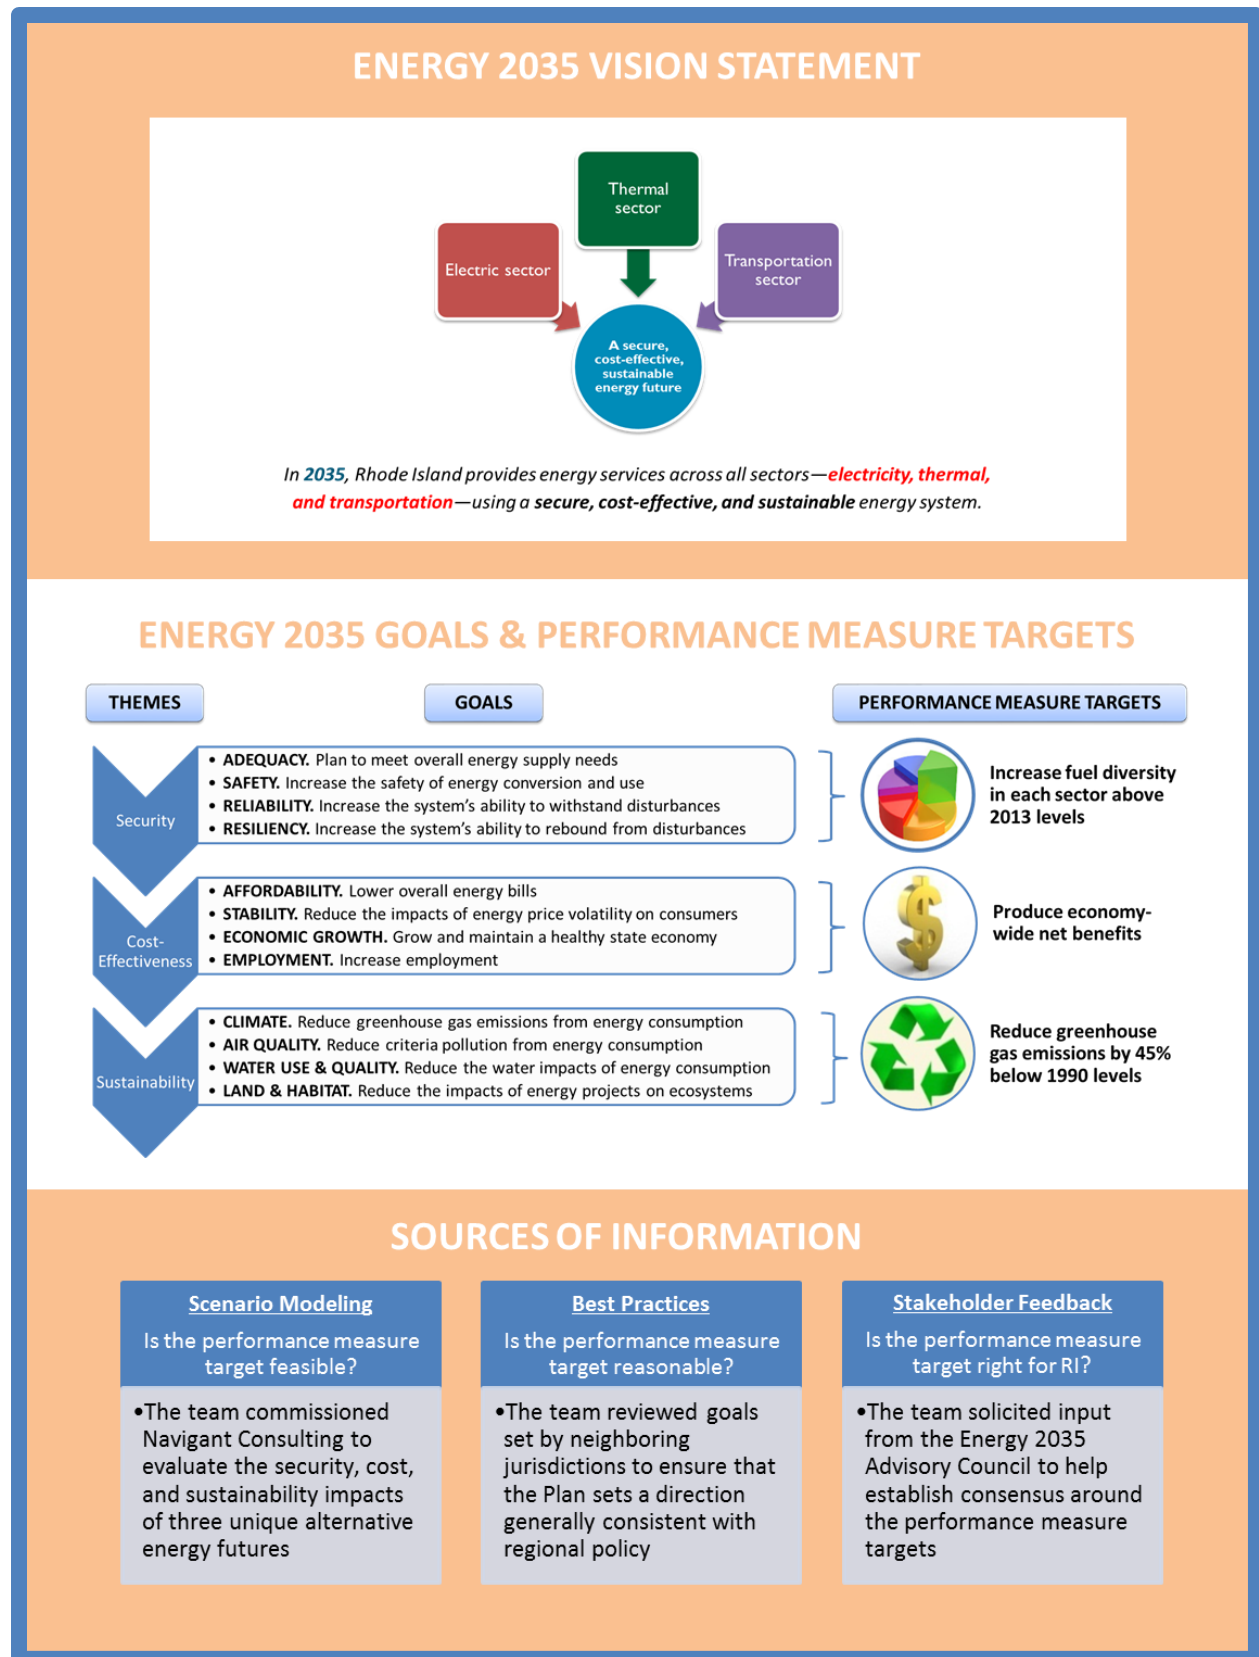 ENERGY 2035 VISION STATEMENT
Thermal
sector
Electric sector
Transportation
sector
A secure,
cost-effective,
sustainable
energy future
In 2035, Rhode Island provides energy services across all sectors—electricity, thermal,
and transportation—using a secure, cost-effective, and sustainable energy system.
ENERGY 2035 GOALS & PERFORMANCE MEASURE TARGETS
THEMES
GOALS
PERFORMANCE MEASURE TARGETS
Security
• ADEQUACY. Plan to meet overall energy supply needs
• SAFETY. Increase the safety of energy conversion and use
• RELIABILITY. Increase the system's ability to withstand disturbances
• RESILIENCY. Increase the system's ability to rebound from disturbances
Increase fuel diversity
in each sector above
2013 levels
Cost-
Effectiveness
• AFFORDABILITY. Lower overall energy bills
• STABILITY. Reduce the impacts of energy price volatility on consumers
• ECONOMIC GROWTH. Grow and maintain a healthy state economy
• EMPLOYMENT. Increase employment
$
Produce economy-
wide net benefits
Sustainability
• CLIMATE. Reduce greenhouse gas emissions from energy consumption
• AIR QUALITY. Reduce criteria pollution from energy consumption
• WATER USE & QUALITY. Reduce the water impacts of energy consumption
• LAND & HABITAT. Reduce the impacts of energy projects on ecosystems
Reduce greenhouse
gas emissions by 45%
below 1990 levels
SOURCES OF INFORMATION
Scenario Modeling
Is the performance measure
target feasible?
•The team commissioned
Navigant Consulting to
evaluate the security, cost,
and sustainability impacts
of three unique alternative
energy futures
Best Practices
Is the performance measure
target reasonable?
•The team reviewed goals
set by neighboring
jurisdictions to ensure that
the Plan sets a direction
generally consistent with
regional policy
Stakeholder Feedback
Is the performance measure
target right for RI?
•The team solicited input
from the Energy 2035
Advisory Council to help
establish consensus around
the performance measure
targets